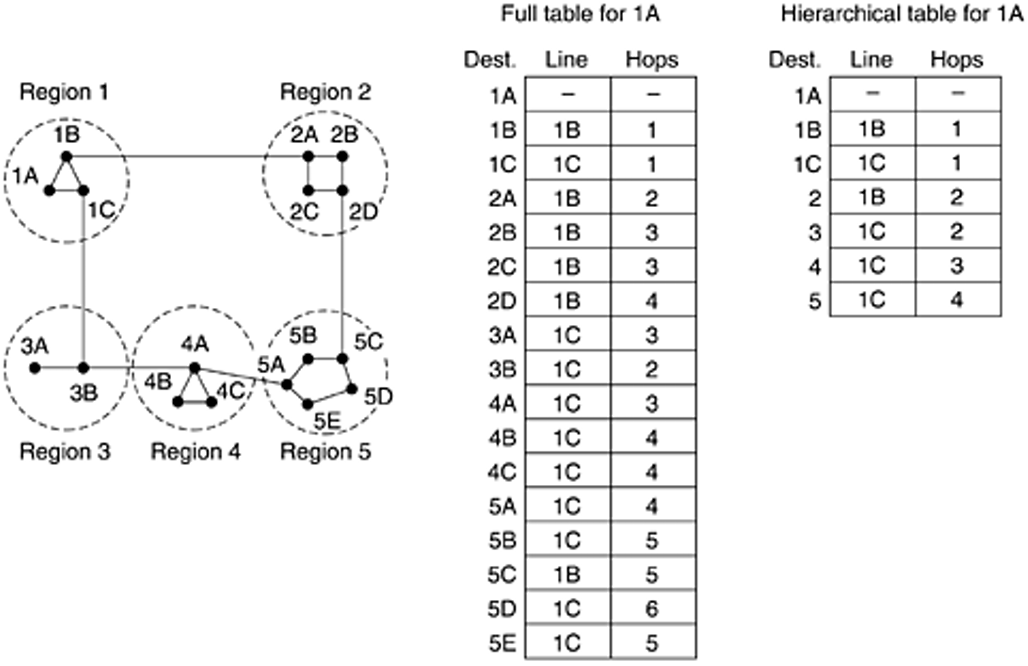 Full table for 1A
Hierarchical table for 1A
Dest. Line Hops
Dest. Line Hops
Region 1
Region 2
1B
2A 2B
1A
1C
2C 2D
3A
4A
5B 5C
5A
3B
4B 4C
5D
5E
Region 3
Region 4
Region 5
1A – –
1B 1B 1
1C 1C 1
2A 1B 2
2B 1B 3
2C 1B 3
2D 1B 4
3A 1C 3
3B 1C 2
4A 1C 3
4B 1C 4
4C 1C 4
5A 1C 4
5B 1C 5
5C 1B 5
5D 1C 6
5E 1C 5
1A – –
1B 1B 1
1C 1C 1
2 1B 2
3 1C 2
4 1C 3
5 1C 4